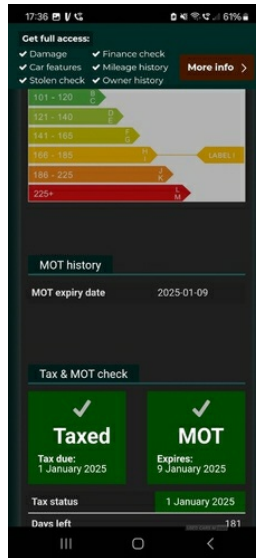 17:36
61%
Get full access:
✓ Damage ✓ Finance check
✓ Car features ✓ Mileage history
✓ Stolen check ✓ Owner history
More info >
101 - 120 B C
121 - 140 D E
141 - 165 F G
166 - 185 H I LABEL I
186 - 225 J K
225+ L M
MOT history
MOT expiry date 2025-01-09
Tax & MOT check
Taxed
Tax due:
1 January 2025
MOT
Expires:
9 January 2025
Tax status 1 January 2025
Days left 181